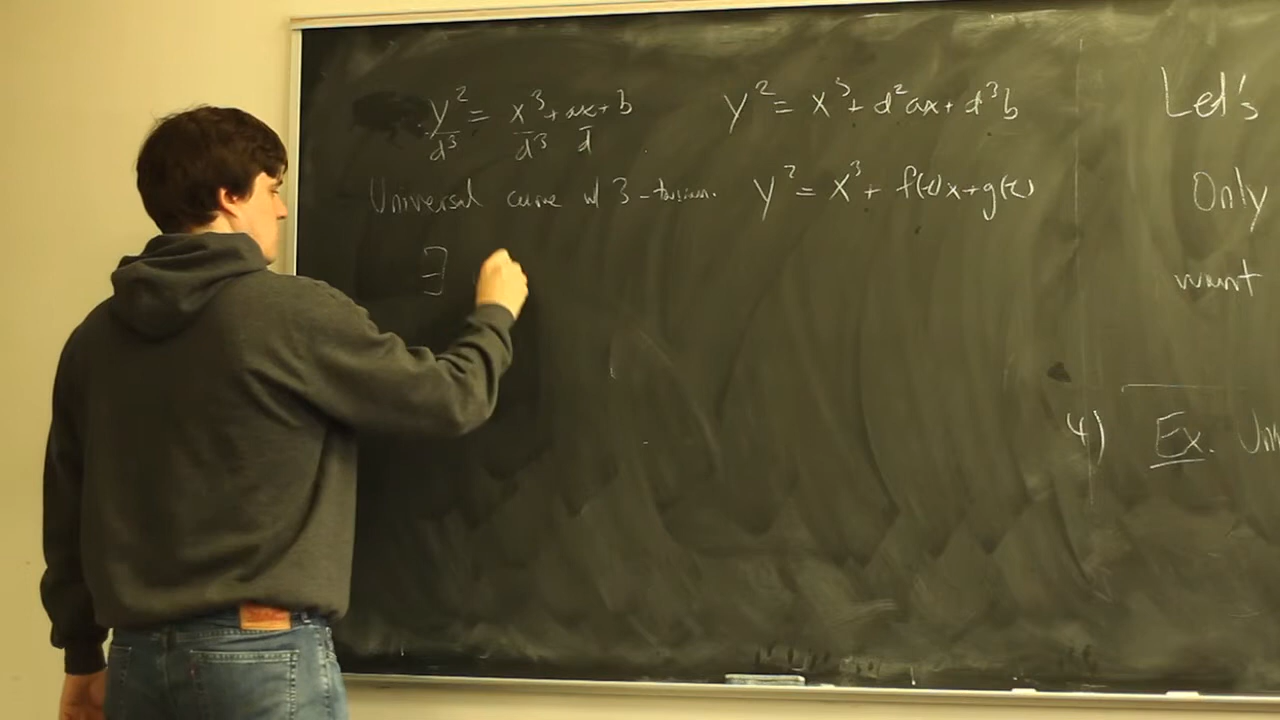 y²/d³ = x³/d³ + ax/d + b
y² = x³ + d²ax + d³b
Universal curve w/ 3-torsion. y² = x³ + f(t)x + g(t)
∃
Let's
Only
want
4) Ex.